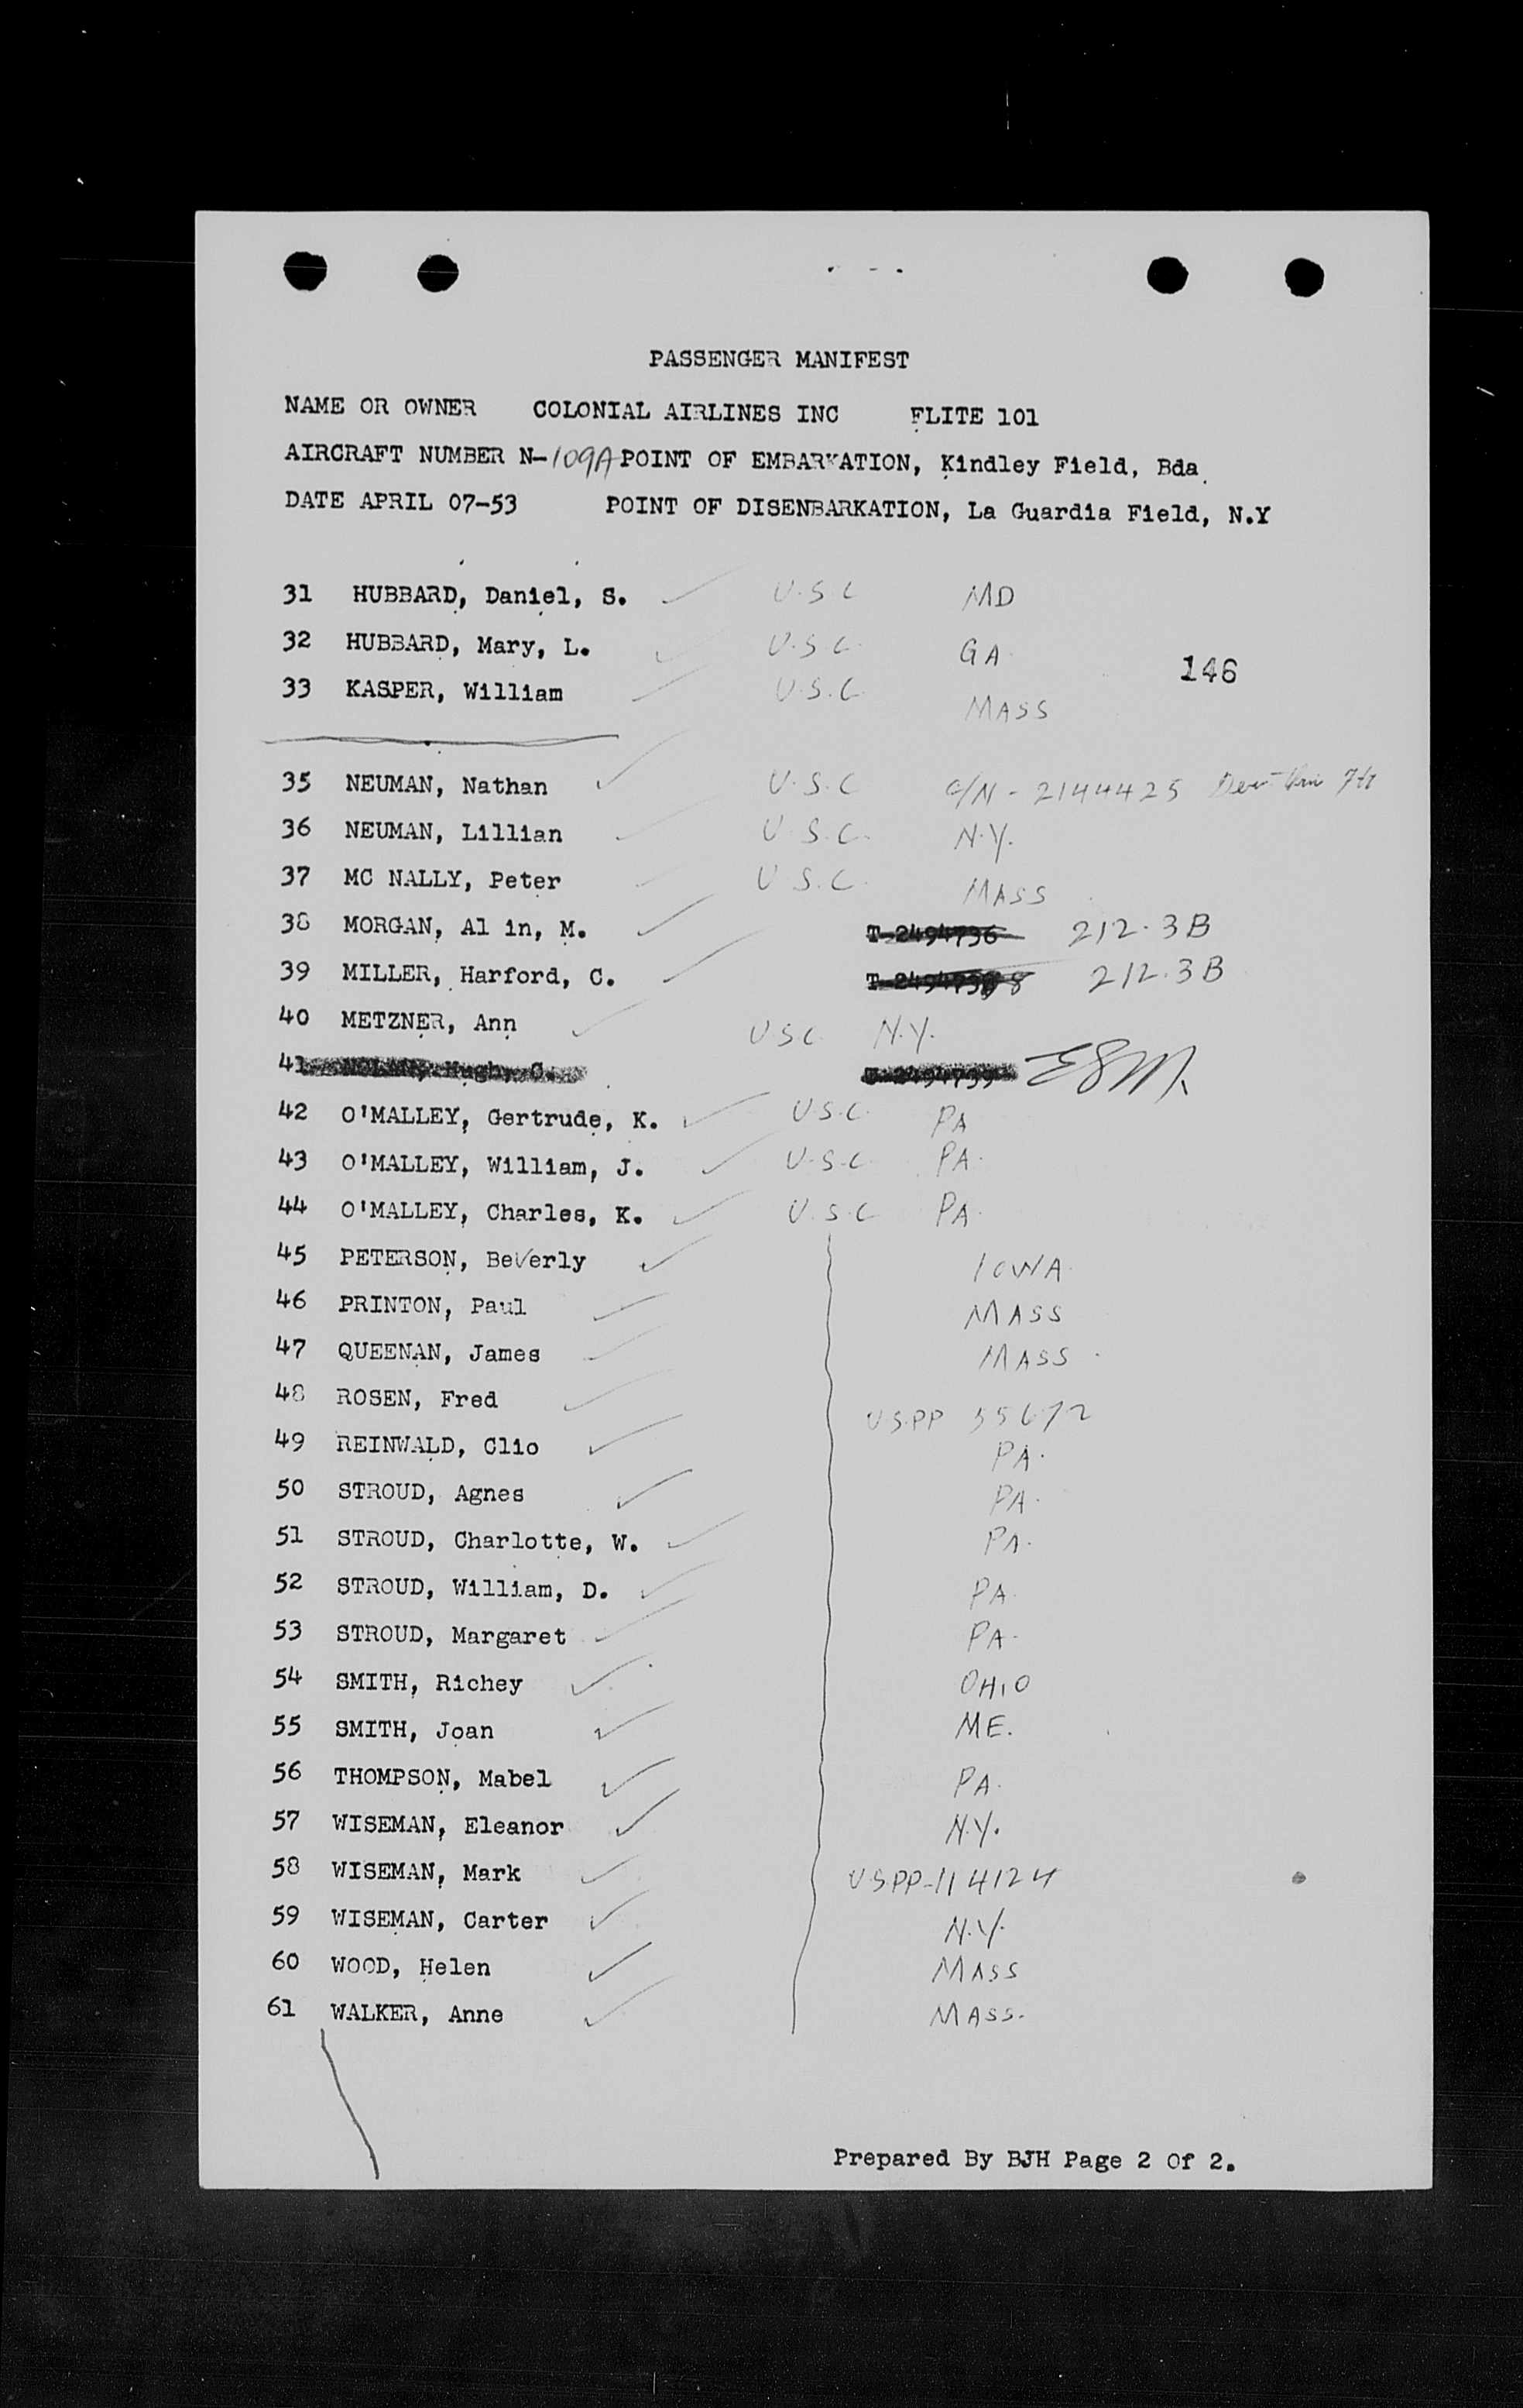 PASSENGER MANIFEST
NAME OR OWNER COLONIAL AIRLINES INC FLITE 101
AIRCRAFT NUMBER N-109A POINT OF EMBARKATION, Kindley Field, Bda.
DATE APRIL 07-53 POINT OF DISENBARKATION, La Guardia Field, N.Y
31 HUBBARD, Daniel, S. U.S.C MD
32 HUBBARD, Mary, L. U.S.C. GA
146
33 KASPER, William U.S.C. MASS
35 NEUMAN, Nathan U.S.C C/N-2144425
36 NEUMAN, Lillian U.S.C. N.Y.
37 MC NALLY, Peter U.S.C. MASS
38 MORGAN, Al in, M. T-2494736 212.3B
39 MILLER, Harford, C. 212.3B
40 METZNER, Ann USC N.Y.
41 Hugh, C. ESM.
42 O'MALLEY, Gertrude, K. U.S.C. PA
43 O'MALLEY, William, J. U.S.C PA.
44 O'MALLEY, Charles, K. U.S.C PA.
45 PETERSON, Beverly IOWA
46 PRINTON, Paul MASS
47 QUEENAN, James MASS.
48 ROSEN, Fred U.S.PP 55672
49 REINWALD, Clio PA.
50 STROUD, Agnes PA.
51 STROUD, Charlotte, W. PA.
52 STROUD, William, D. PA.
53 STROUD, Margaret PA.
54 SMITH, Richey OHIO
55 SMITH, Joan ME.
56 THOMPSON, Mabel PA.
57 WISEMAN, Eleanor N.Y.
58 WISEMAN, Mark U.S.PP-114124
59 WISEMAN, Carter N.Y.
60 WOOD, Helen MASS
61 WALKER, Anne MASS.
Prepared By BJH Page 2 Of 2.